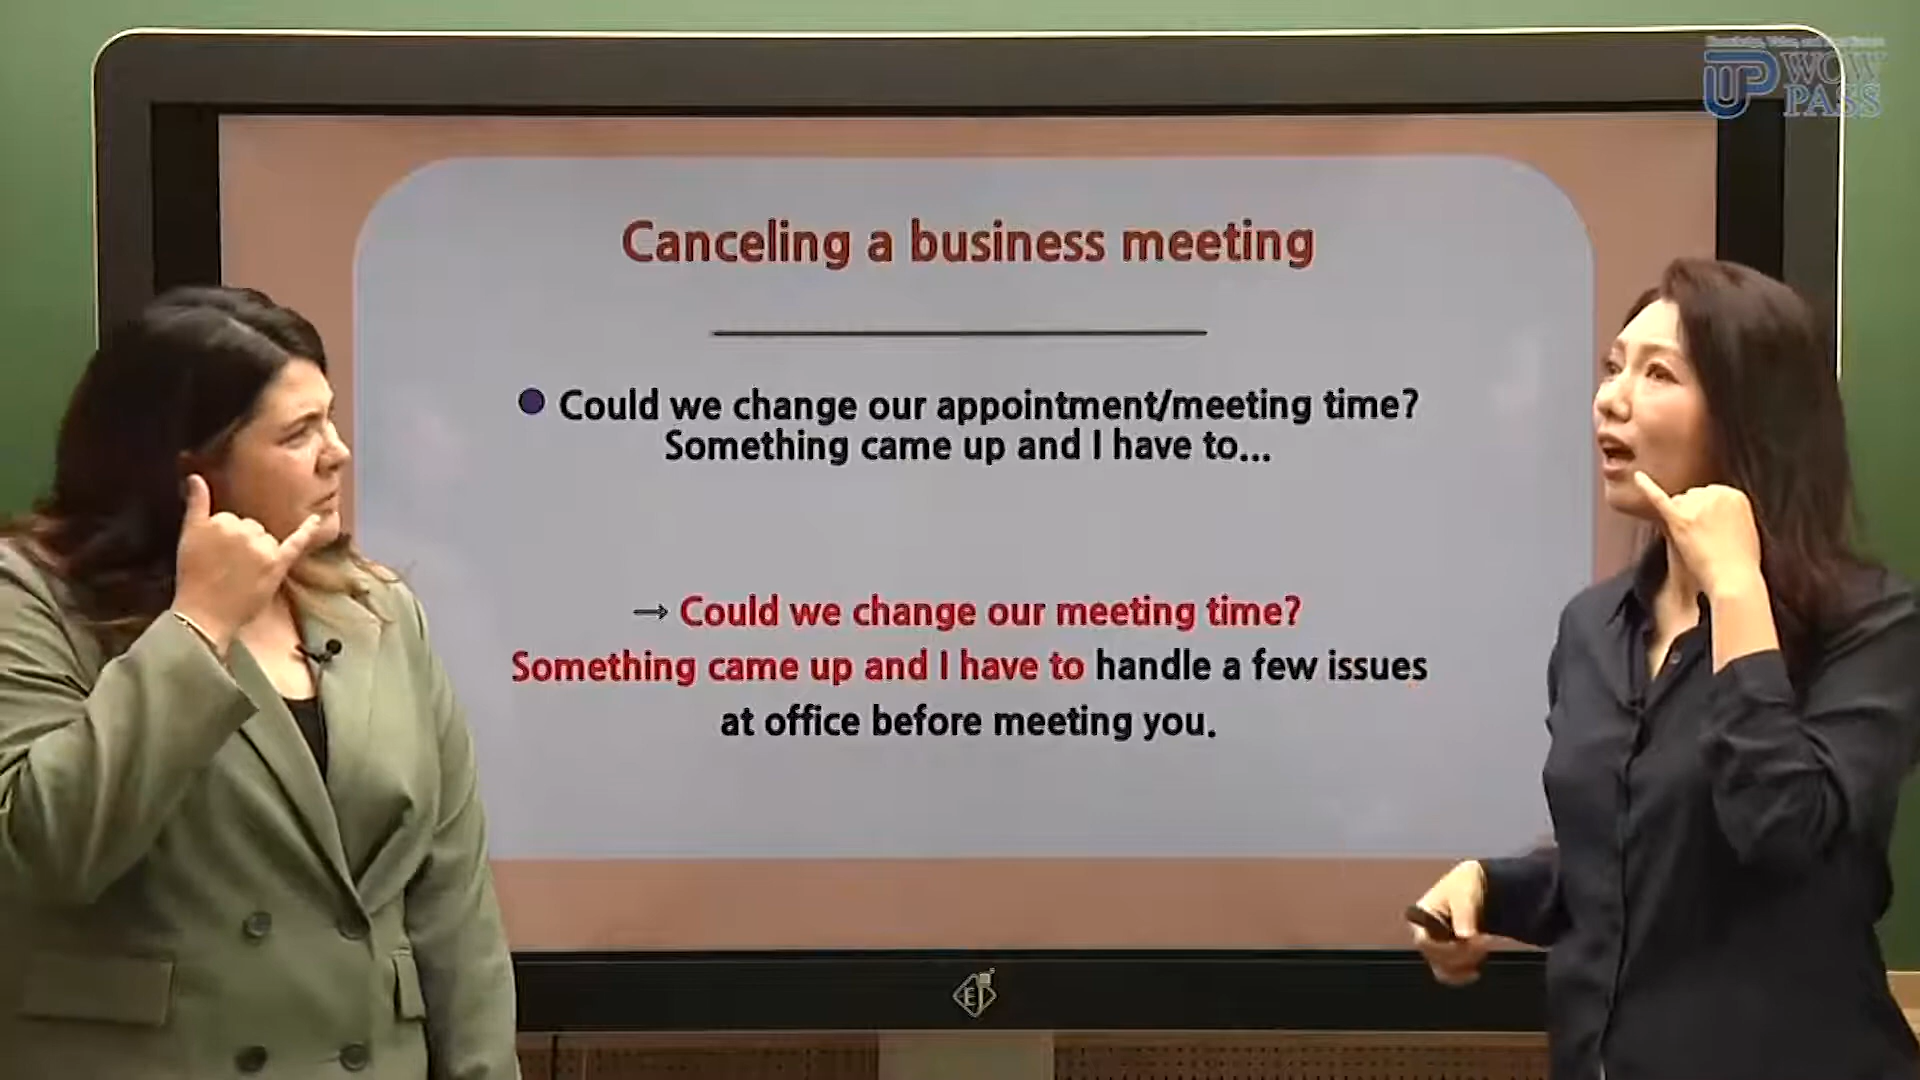 WOW
PASS
Canceling a business meeting
Could we change our appointment/meeting time?
Something came up and I have to...
→ Could we change our meeting time?
Something came up and I have to handle a few issues
at office before meeting you.